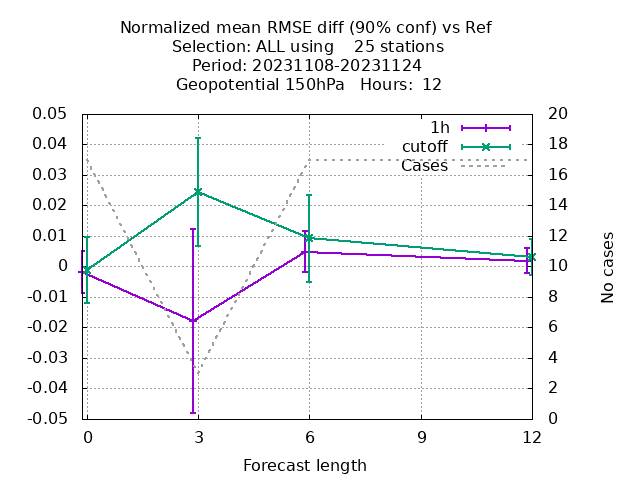 Normalized mean RMSE diff (90% conf) vs Ref
Selection: ALL using    25 stations
Period: 20231108-20231124
Geopotential 150hPa   Hours:  12
0.05
0.04
0.03
0.02
0.01
0
-0.01
-0.02
-0.03
-0.04
-0.05
1h
cutoff
Cases
20
18
16
14
12
10
8
6
4
2
0
No cases
0 3 6 9 12
Forecast length